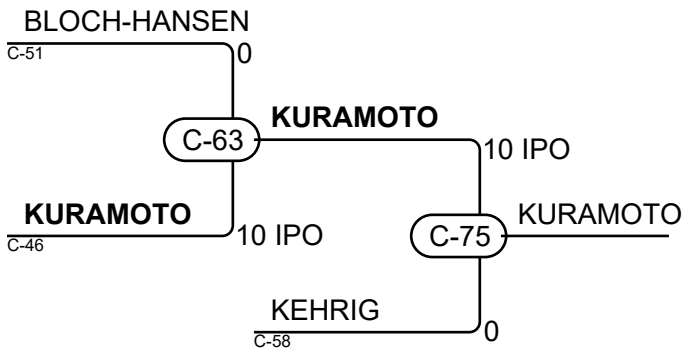 BLOCH-HANSEN
C-51
0
C-63
KURAMOTO
10 IPO
KURAMOTO
C-46
10 IPO
C-75
KURAMOTO
KEHRIG
C-58
0